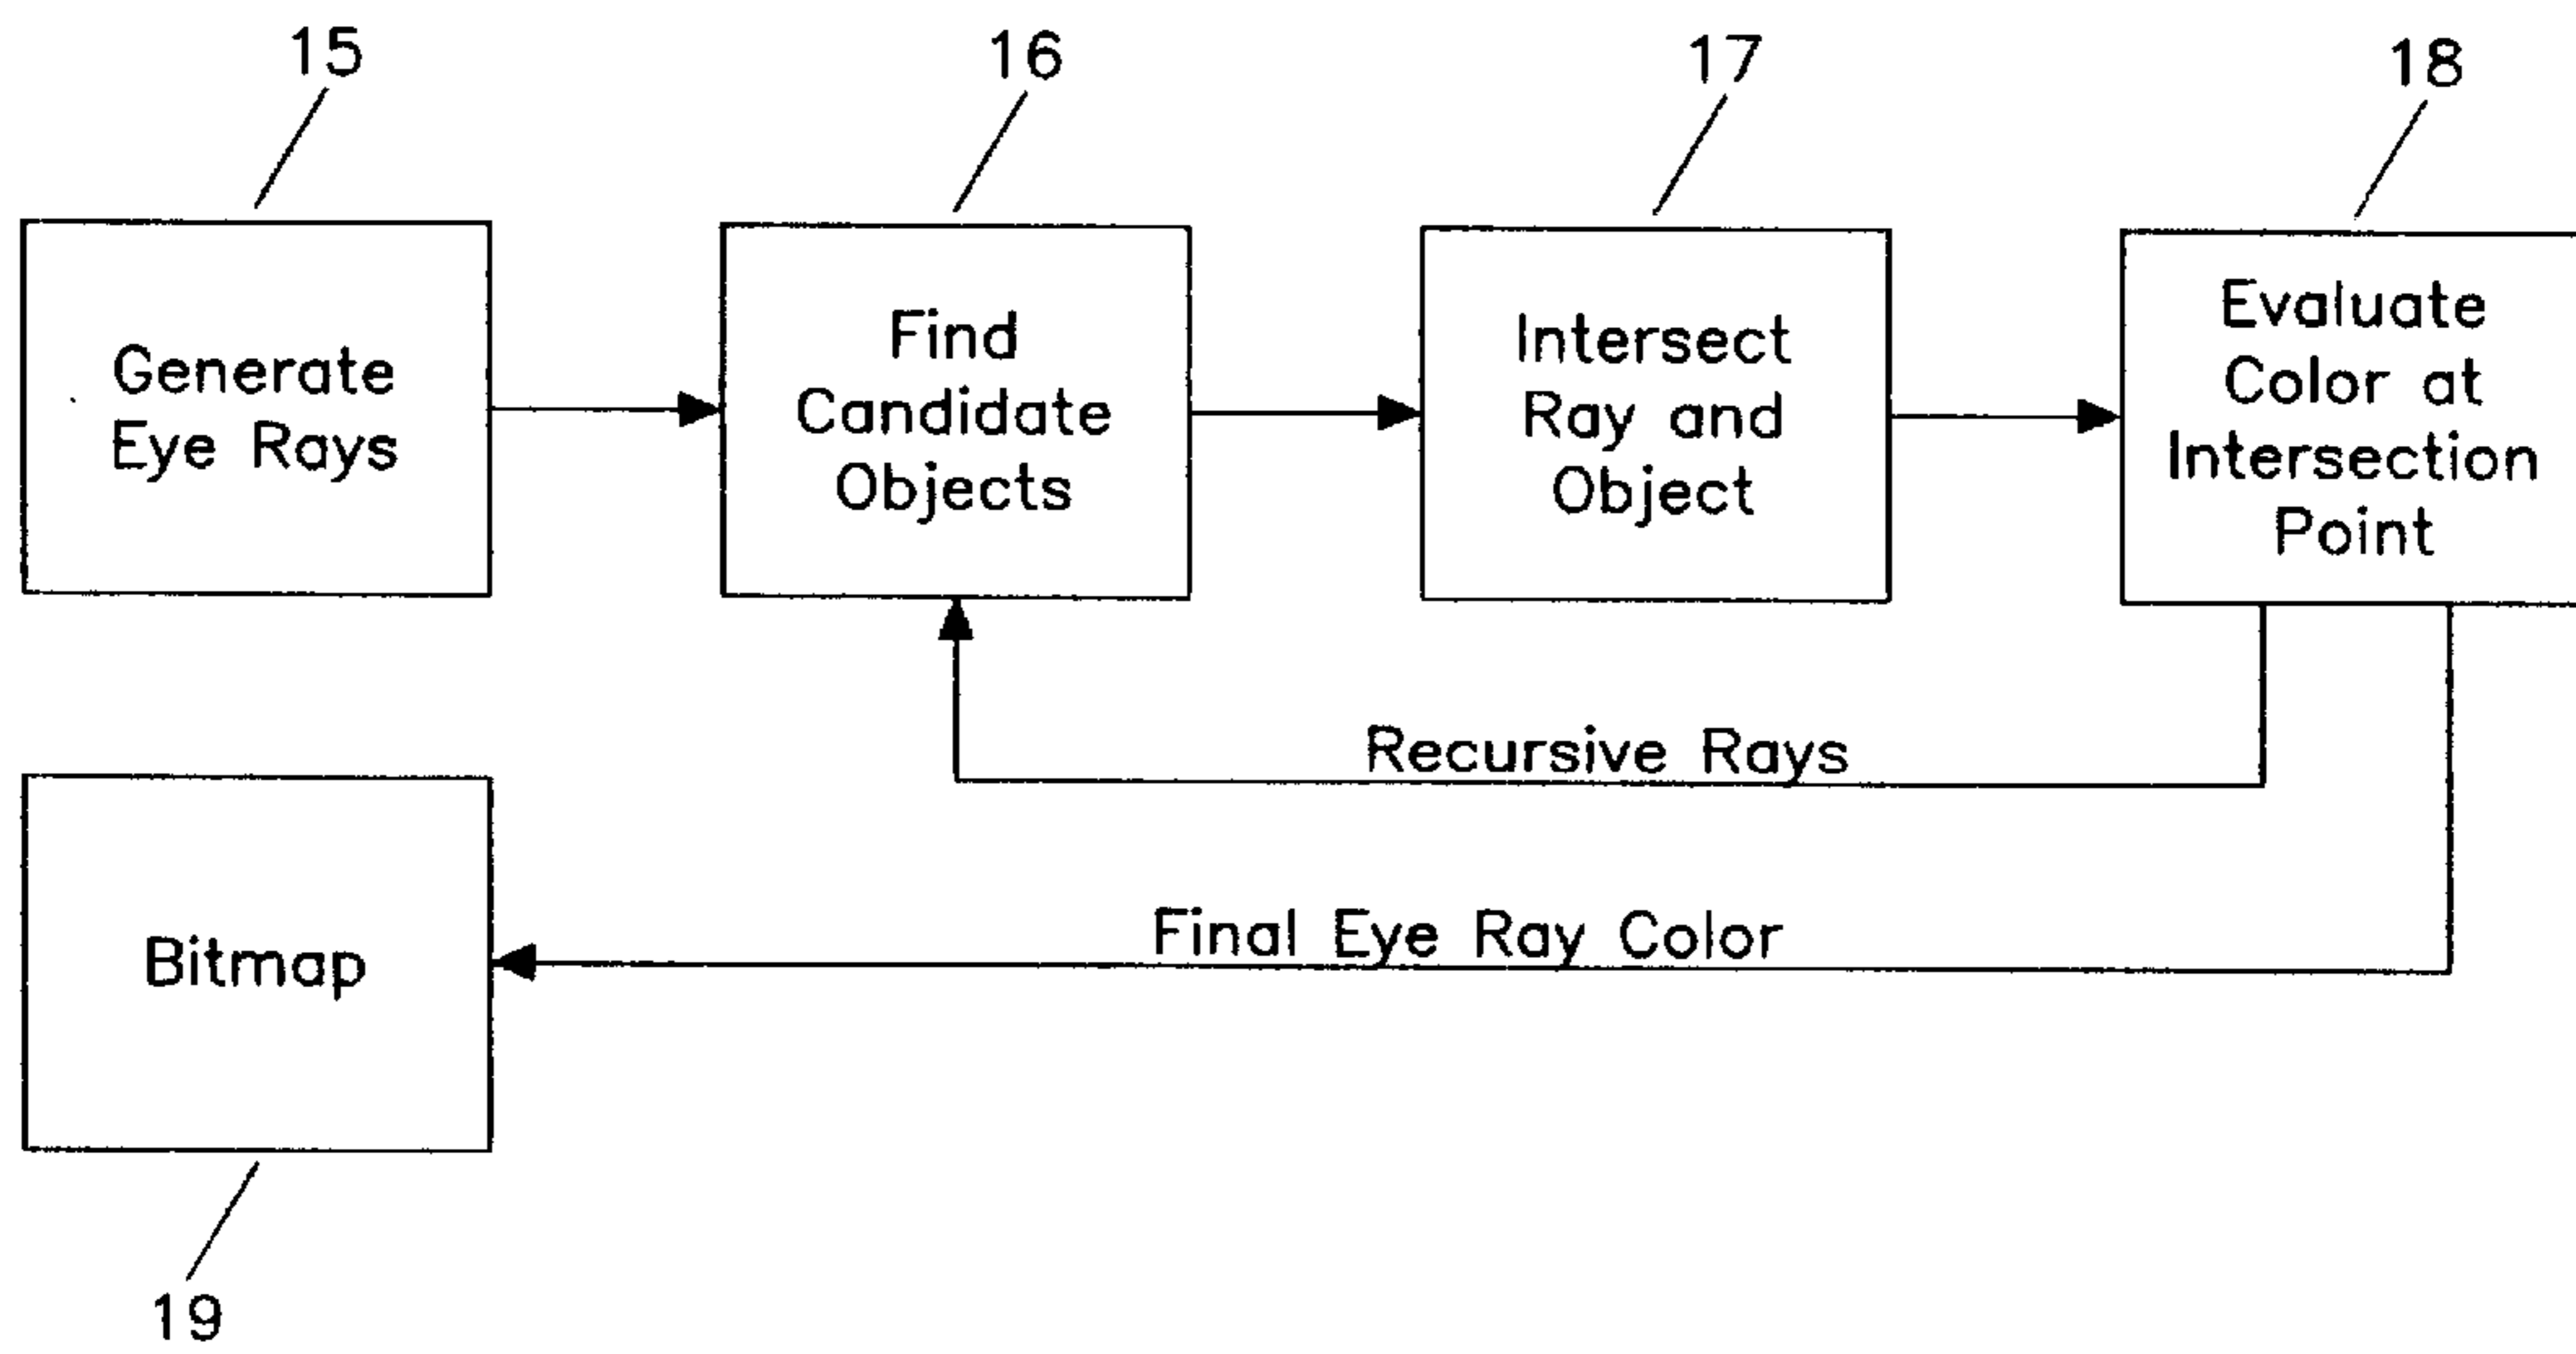 15
16
17
18
Generate
Eye Rays
Find
Candidate
Objects
Intersect
Ray and
Object
Evaluate
Color at
Intersection
Point
Recursive Rays
Final Eye Ray Color
Bitmap
19